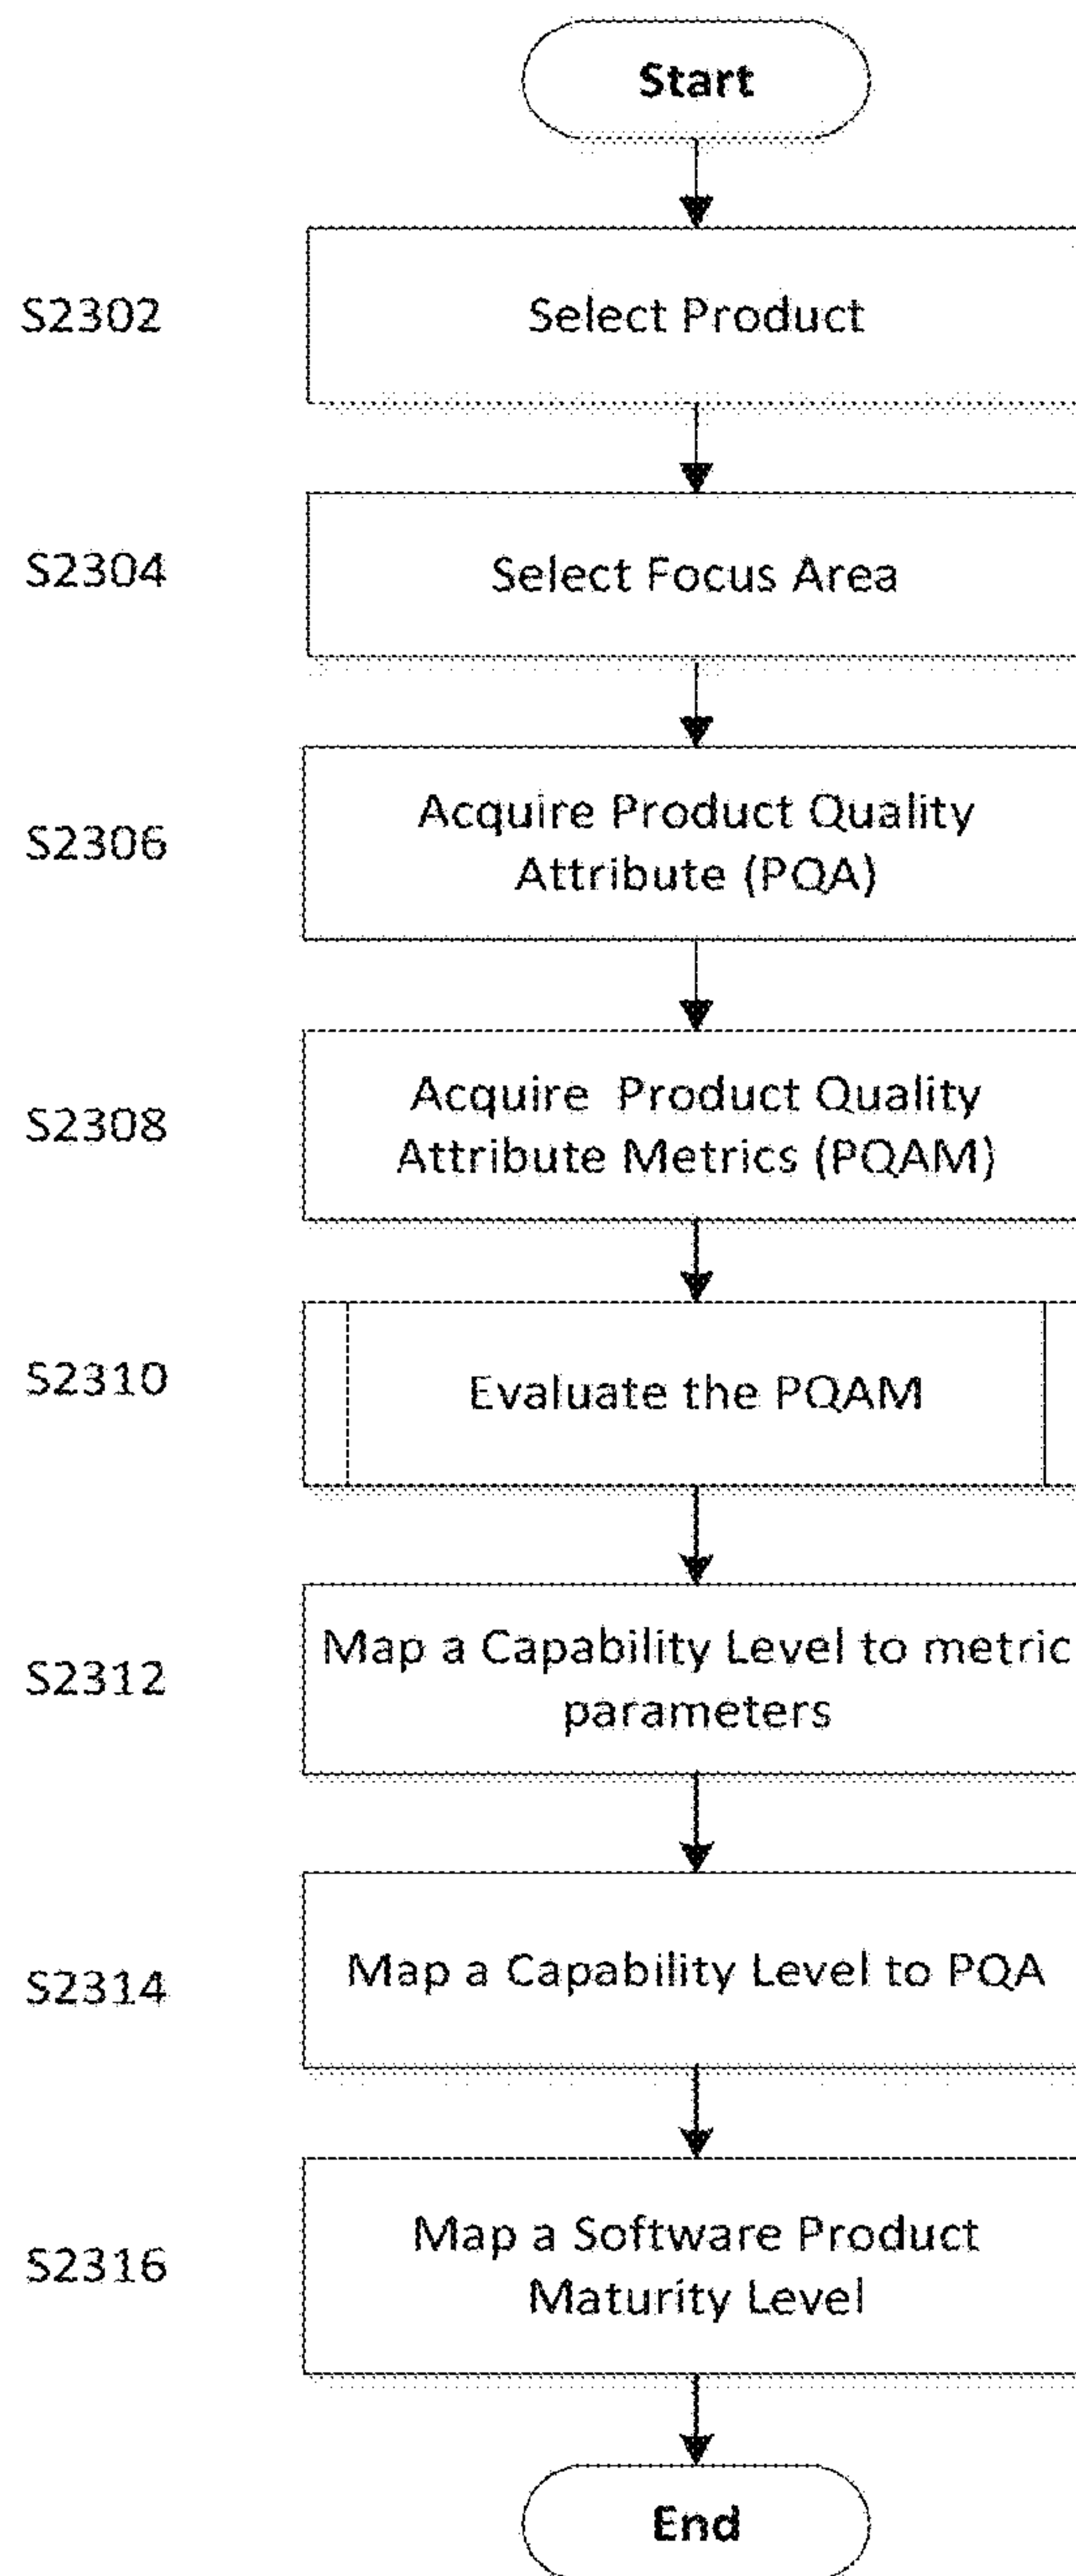 Start
S2302
Select Product
S2304
Select Focus Area
S2306
Acquire Product Quality
Attribute (PQA)
S2308
Acquire Product Quality
Attribute Metrics (PQAM)
S2310
Evaluate the PQAM
S2312
Map a Capability Level to metric
parameters
S2314
Map a Capability Level to PQA
S2316
Map a Software Product
Maturity Level
End